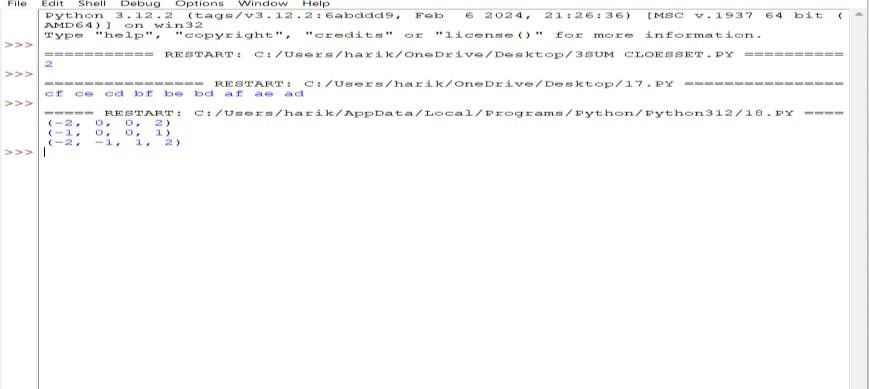 File Edit Shell Debug Options Window Help
Python 3.12.2 (tags/v3.12.2:6abddd9, Feb  6 2024, 21:26:36) [MSC v.1937 64 bit (
AMD64)] on win32
Type "help", "copyright", "credits" or "license()" for more information.
>>>
=========== RESTART: C:/Users/harik/OneDrive/Desktop/3SUM CLOESSET.PY ==========
2
>>>
================ RESTART: C:/Users/harik/OneDrive/Desktop/17.PY ================
cf ce cd bf be bd af ae ad
>>>
===== RESTART: C:/Users/harik/AppData/Local/Programs/Python/Python312/18.PY ====
(-2, 0, 0, 2)
(-1, 0, 0, 1)
(-2, -1, 1, 2)
>>>